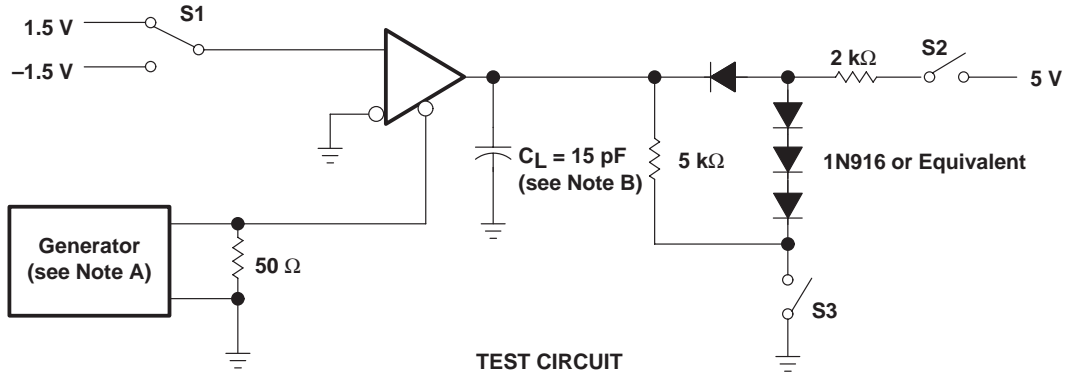 S1
1.5 V
–1.5 V
S2
2 kΩ
5 V
CL = 15 pF
(see Note B)
5 kΩ
1N916 or Equivalent
Generator
(see Note A)
50 Ω
S3
TEST CIRCUIT